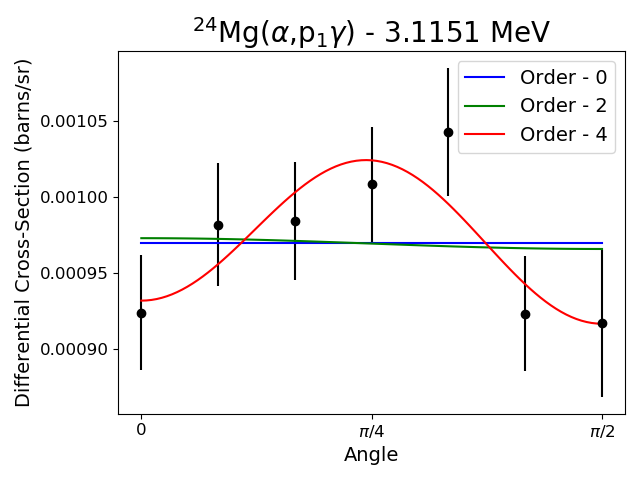 ²⁴Mg(α,p₁γ) - 3.1151 MeV
Differential Cross-Section (barns/sr)
0.00105
0.00100
0.00095
0.00090
Order - 0
Order - 2
Order - 4
0
π/4
π/2
Angle